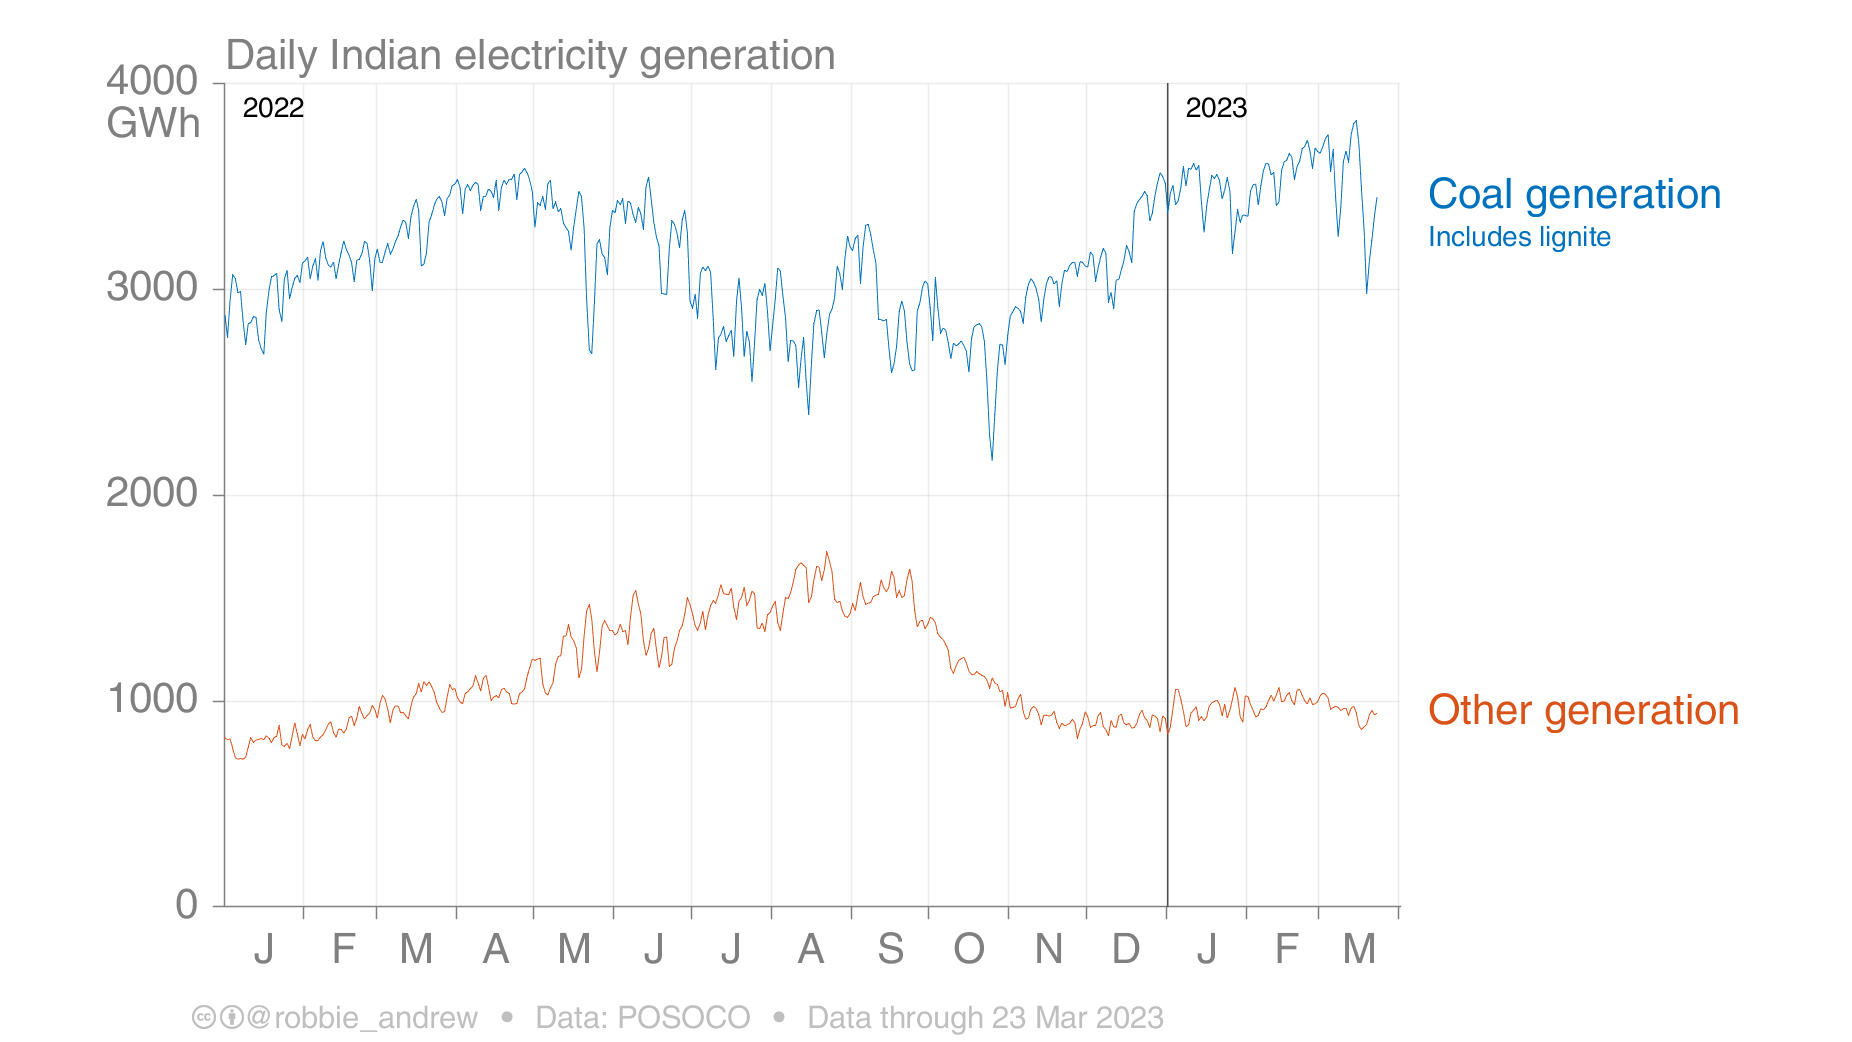 Daily Indian electricity generation
4000
GWh
2022
2023
3000
2000
1000
0
Coal generation
Includes lignite
Other generation
J F M A M J J A S O N D J F M
cc @robbie_andrew • Data: POSOCO • Data through 23 Mar 2023